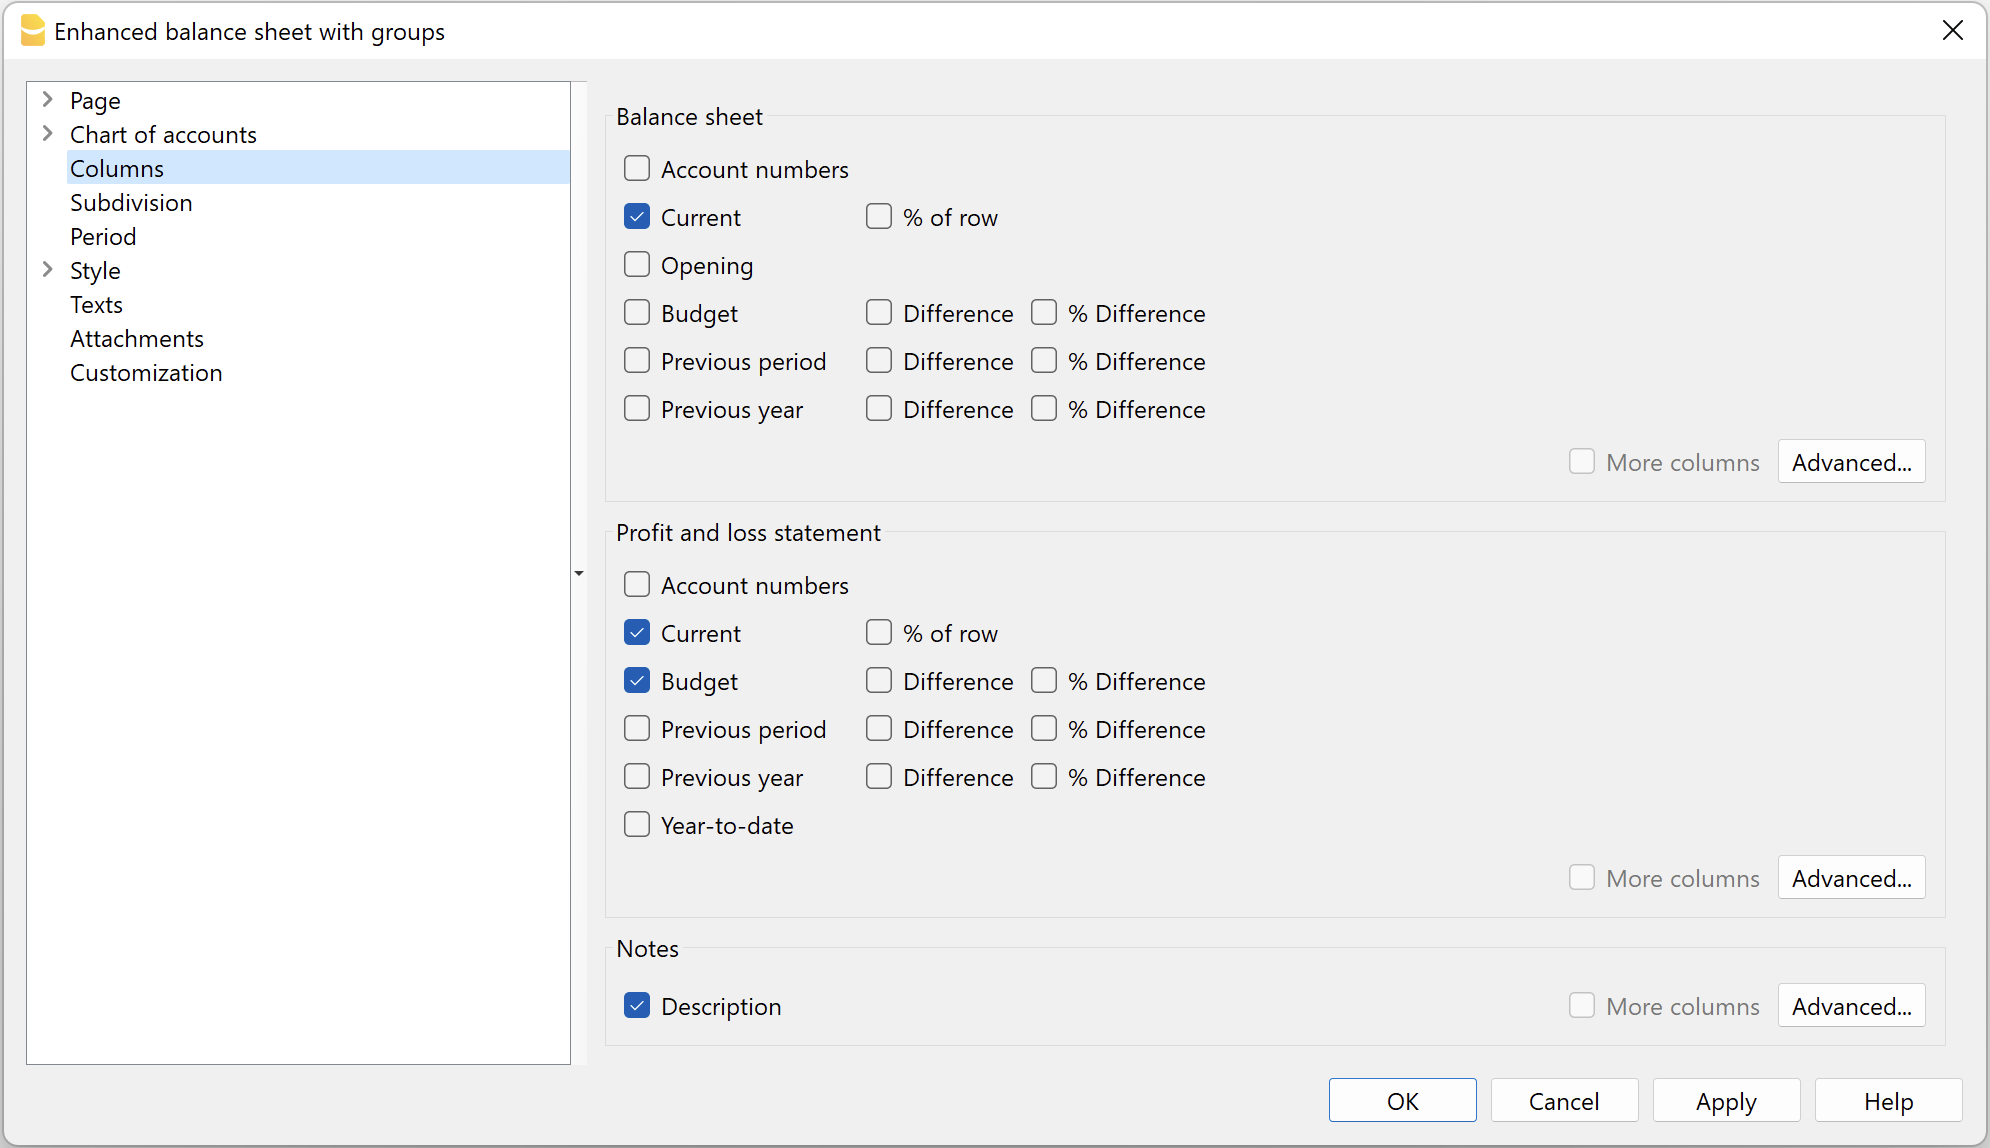 Enhanced balance sheet with groups
Page
Chart of accounts
Columns
Subdivision
Period
Style
Texts
Attachments
Customization
Balance sheet
Account numbers
Current % of row
Opening
Budget Difference % Difference
Previous period Difference % Difference
Previous year Difference % Difference
More columns Advanced...
Profit and loss statement
Account numbers
Current % of row
Budget Difference % Difference
Previous period Difference % Difference
Previous year Difference % Difference
Year-to-date
More columns Advanced...
Notes
Description More columns Advanced...
OK Cancel Apply Help